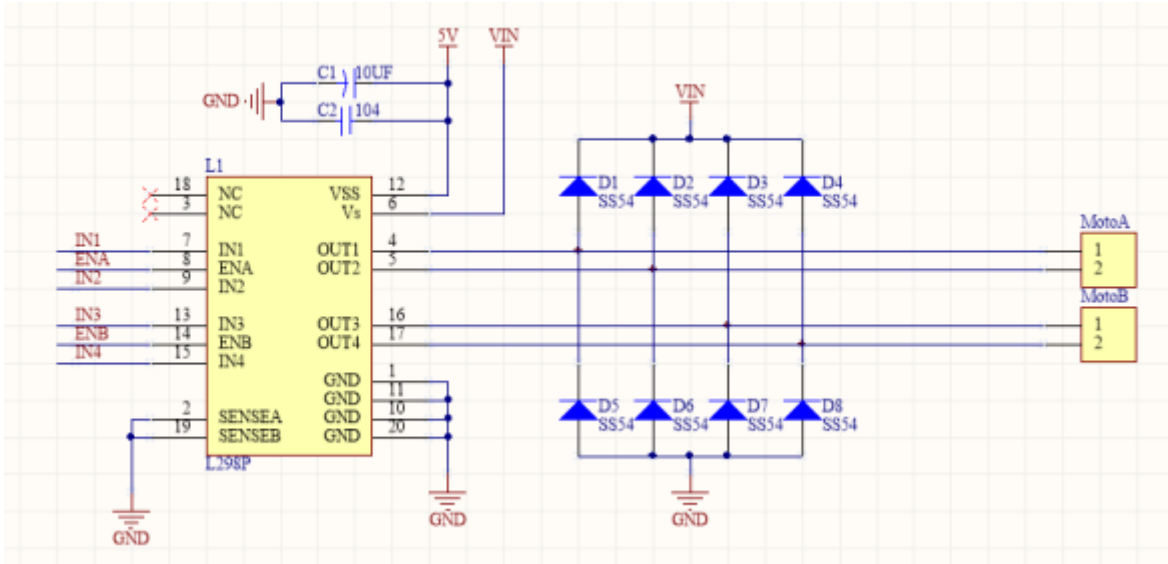 5V VIN
C1 10UF
GND
C2 104
VIN
L1
18 NC VSS 12
3 NC Vs 6
D1 D2 D3 D4
SS54 SS54 SS54 SS54
MotoA
IN1 7 IN1 OUT1 4 1
ENA 8 ENA OUT2 5 2
IN2 9 IN2
MotoB
IN3 13 IN3 OUT3 16 1
ENB 14 ENB OUT4 17 2
IN4 15 IN4
GND 1
GND 11
2 SENSEA GND 10
19 SENSEB GND 20
D5 D6 D7 D8
SS54 SS54 SS54 SS54
L298P
GND GND
GND